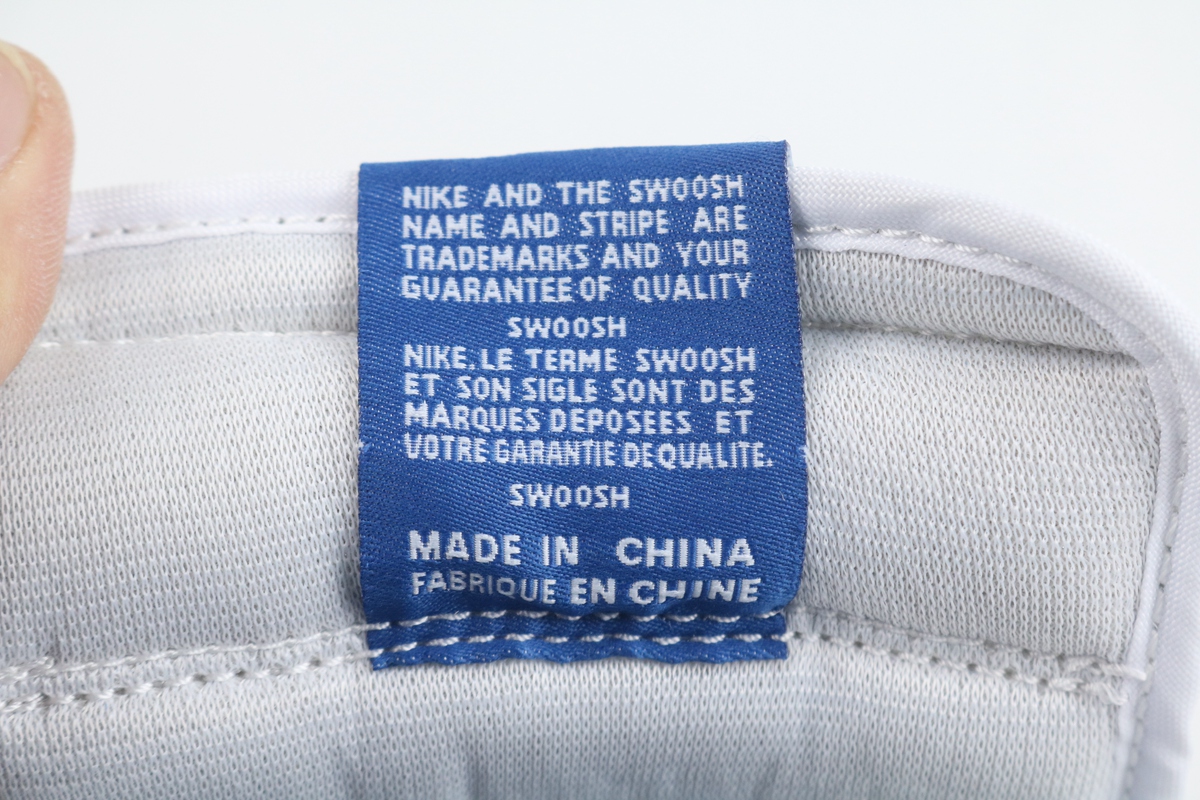 NIKE AND THE SWOOSH
NAME AND STRIPE ARE
TRADEMARKS AND YOUR
GUARANTEE OF QUALITY
SWOOSH
NIKE.LE TERME SWOOSH
ET SON SIGLE SONT DES
MARQUES DEPOSEES ET
VOTRE GARANTIE DE QUALITE.
SWOOSH
MADE IN CHINA
FABRIQUE EN CHINE